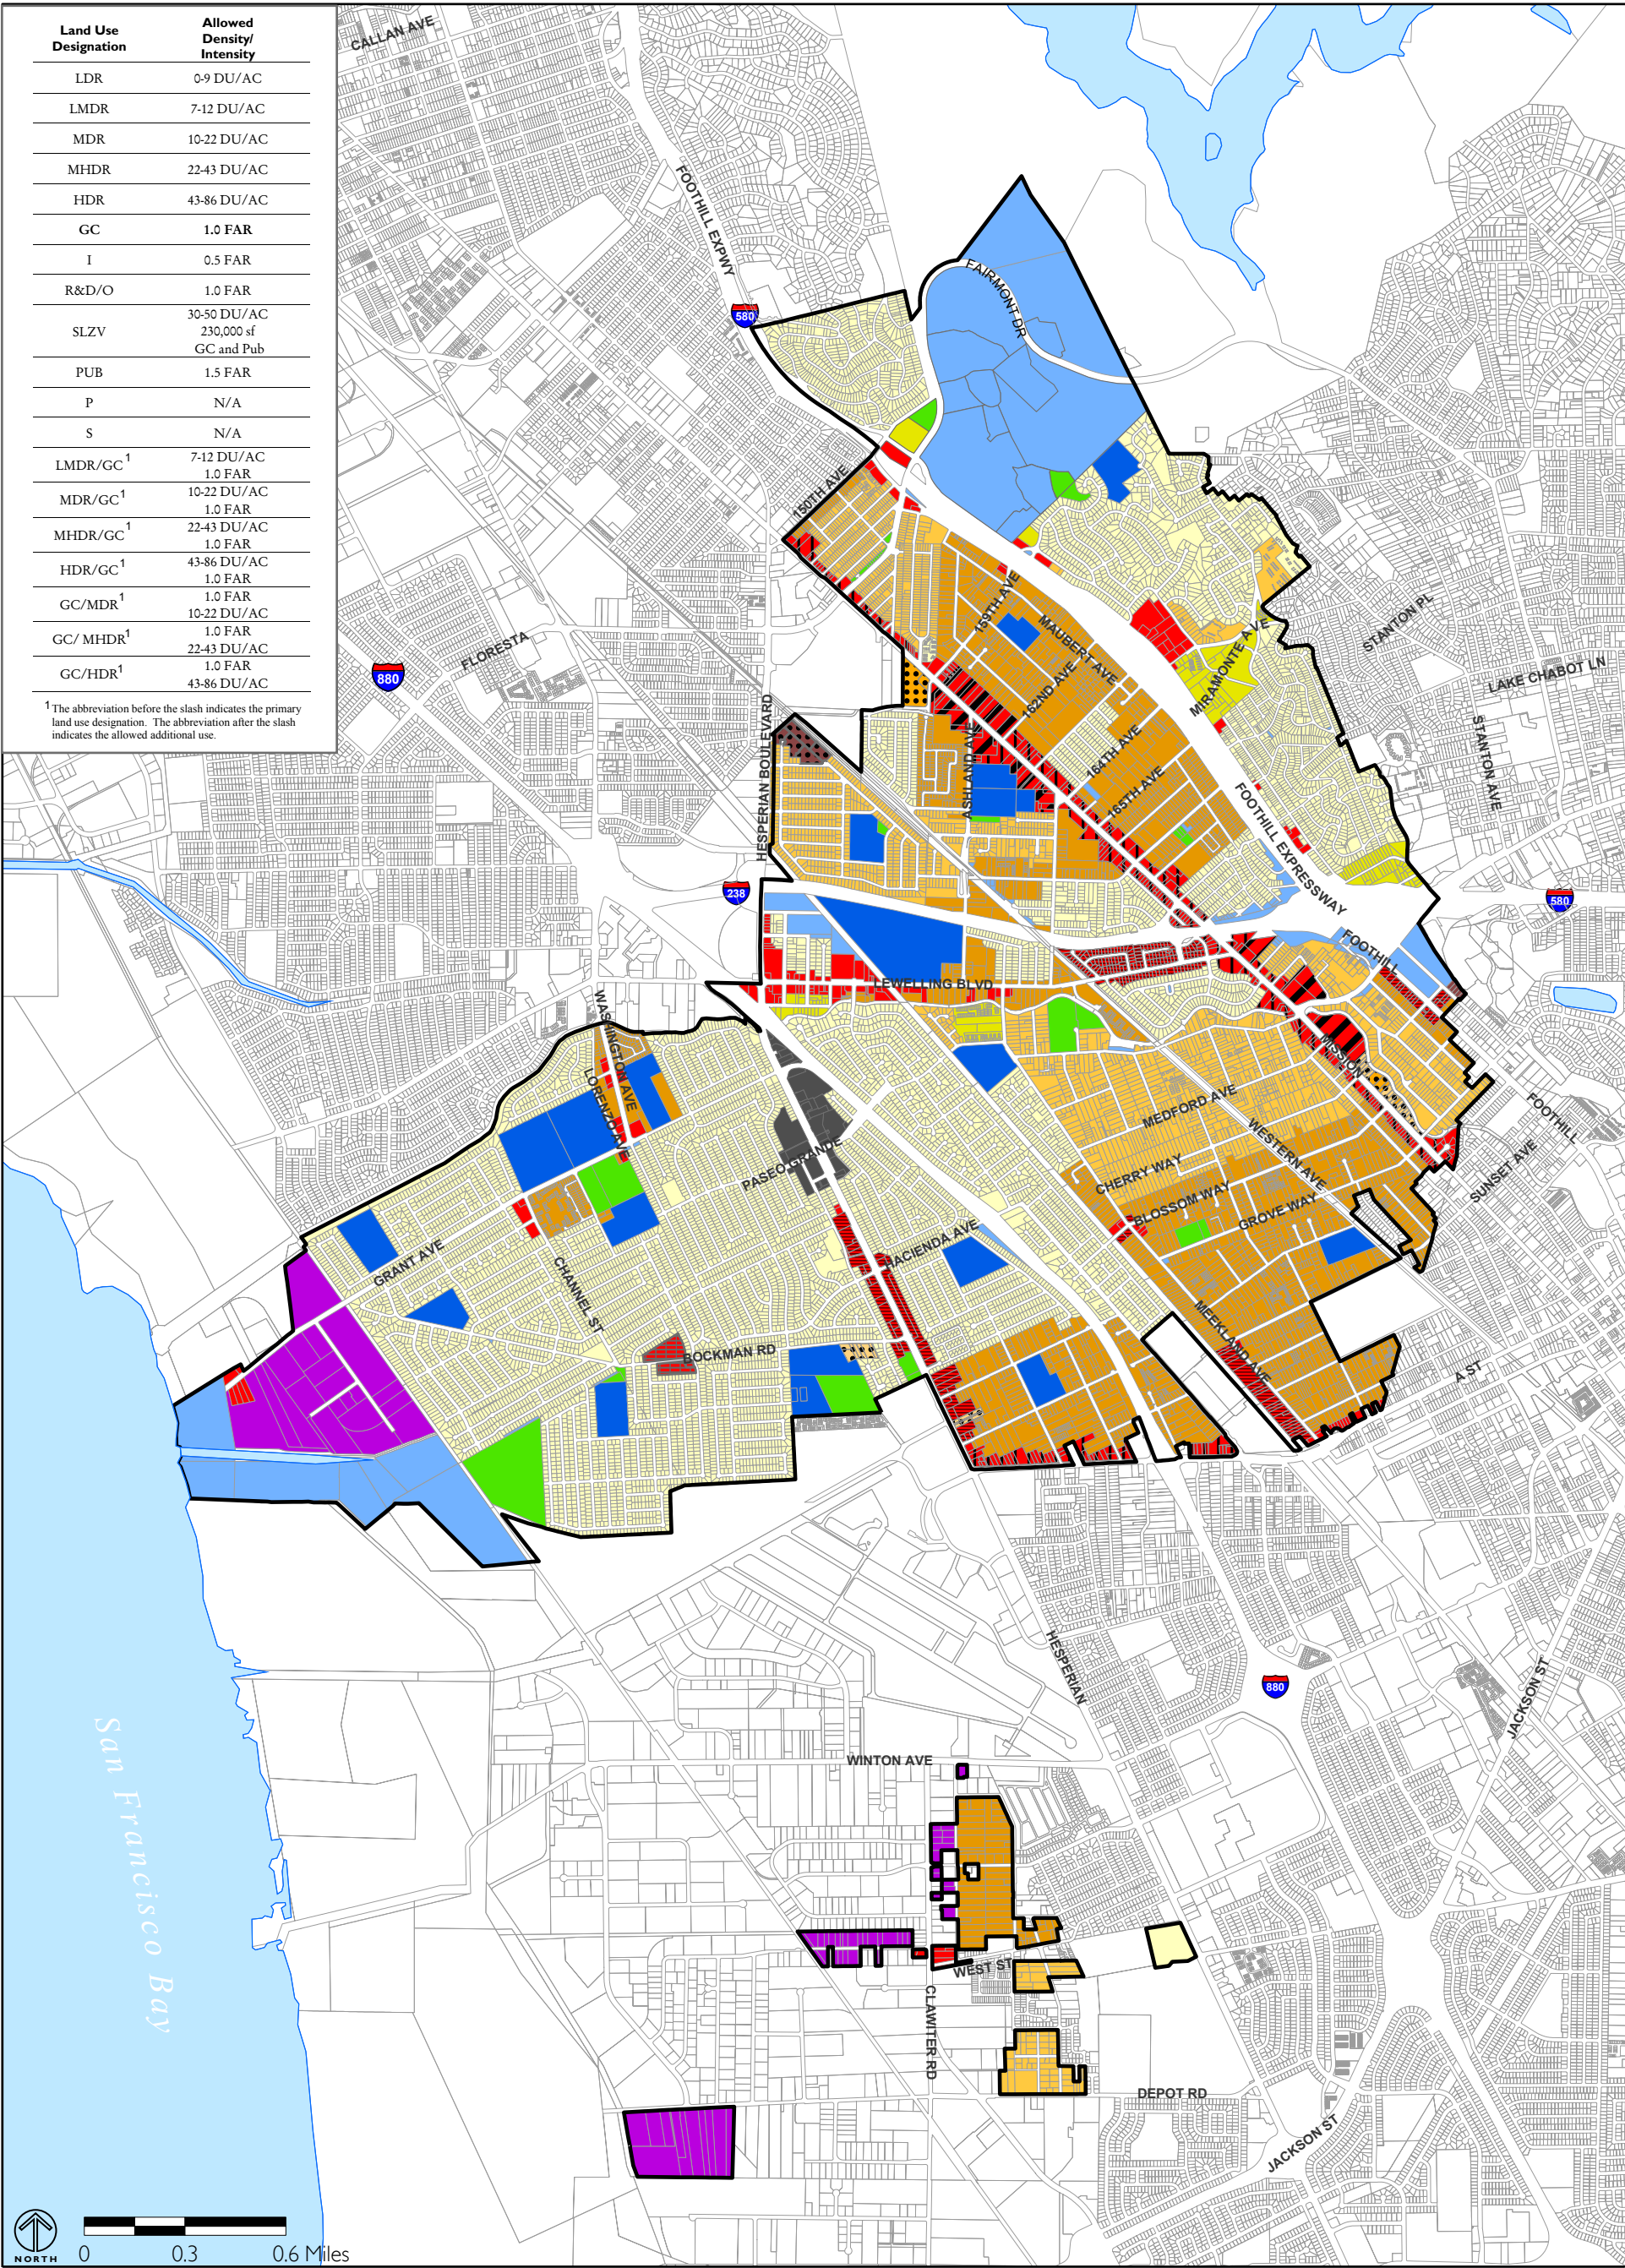 Land Use Designation
Allowed Density/ Intensity
LDR 0-9 DU/AC
LMDR 7-12 DU/AC
MDR 10-22 DU/AC
MHDR 22-43 DU/AC
HDR 43-86 DU/AC
GC 1.0 FAR
I 0.5 FAR
R&D/O 1.0 FAR
SLZV 30-50 DU/AC
230,000 sf
GC and Pub
PUB 1.5 FAR
P N/A
S N/A
LMDR/GC1 7-12 DU/AC
1.0 FAR
MDR/GC1 10-22 DU/AC
1.0 FAR
MHDR/GC1 22-43 DU/AC
1.0 FAR
HDR/GC1 43-86 DU/AC
1.0 FAR
GC/MDR1 1.0 FAR
10-22 DU/AC
GC/ MHDR1 1.0 FAR
22-43 DU/AC
GC/HDR1 1.0 FAR
43-86 DU/AC
1 The abbreviation before the slash indicates the primary
land use designation. The abbreviation after the slash
indicates the allowed additional use.
CALLAN AVE
FOOTHILL EXPWY
580
FAIRMONT DR
150TH AVE
159TH AVE
MAUBERT AVE
162ND AVE
STANTON PL
MIRAMONTE AVE
FLORESTA
880
LAKE CHABOT LN
STANTON AVE
HESPERIAN BOULEVARD
ASHLAND AVE
164TH AVE
165TH AVE
FOOTHILL EXPRESSWAY
238
580
FOOTHILL
LEWELLING BLVD
WASHINGTON AVE
LORENZO AVE
MISSION
MEDFORD AVE
WESTERN AVE
FOOTHILL
PASEO GRANDE
CHERRY WAY
BLOSSOM WAY
GROVE WAY
SUNSET AVE
HACIENDA AVE
GRANT AVE
CHANNEL ST
MEEKLAND AVE
BOCKMAN RD
A ST
HESPERIAN
880
JACKSON ST
San Francisco Bay
WINTON AVE
WEST ST
CLAWITER RD
DEPOT RD
JACKSON ST
NORTH
0 0.3 0.6 Miles